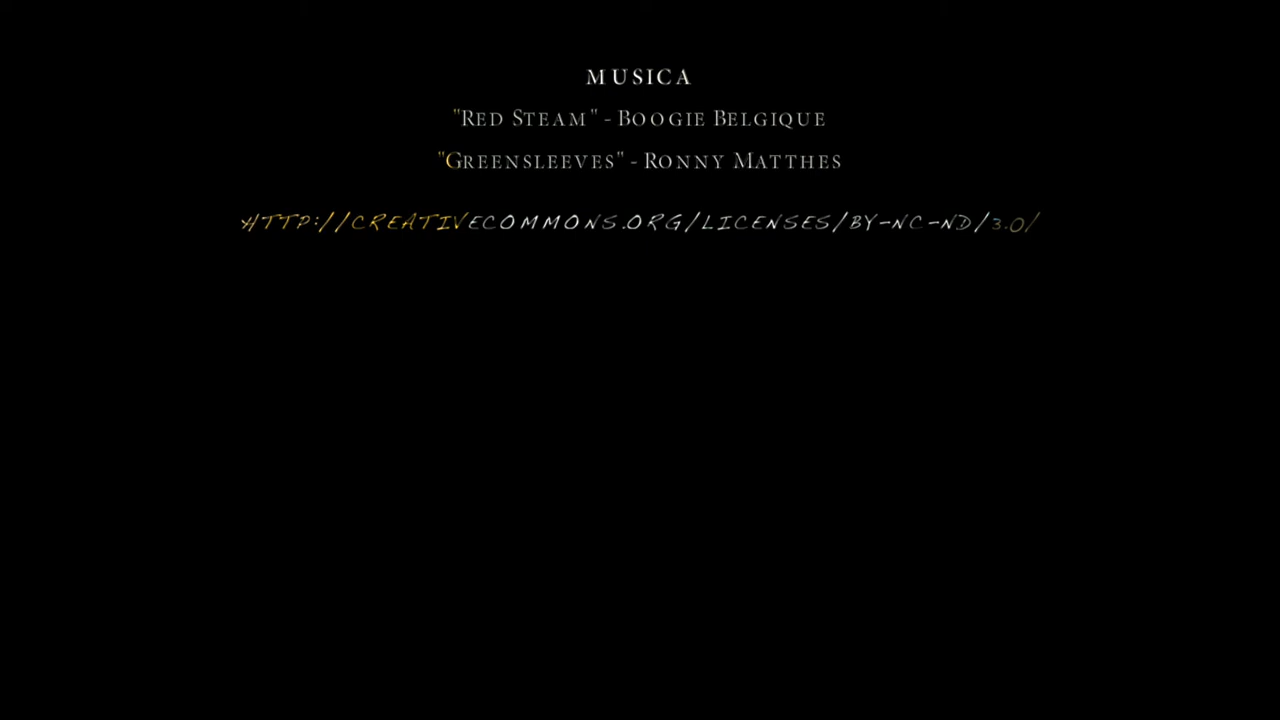 MUSICA
"RED STEAM" - BOOGIE BELGIQUE
"GREENSLEEVES" - RONNY MATTHES
HTTP://CREATIVECOMMONS.ORG/LICENSES/BY-NC-ND/3.0/